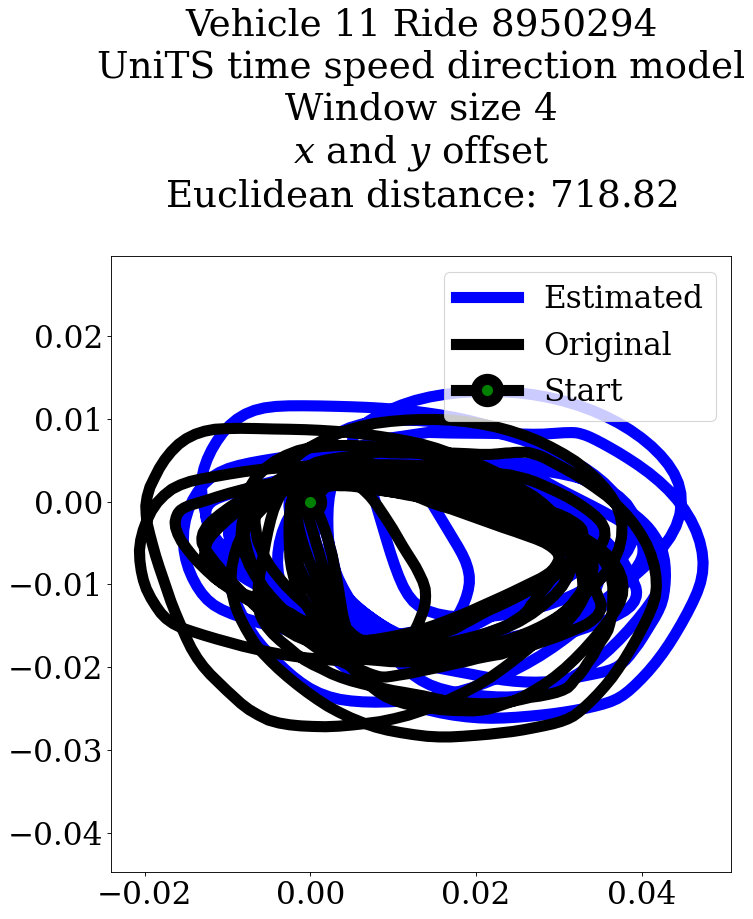 Vehicle 11 Ride 8950294
UniTS time speed direction model
Window size 4
x and y offset
Euclidean distance: 718.82
Estimated
Original
Start
0.02
0.01
0.00
−0.01
−0.02
−0.03
−0.04
−0.02 0.00 0.02 0.04